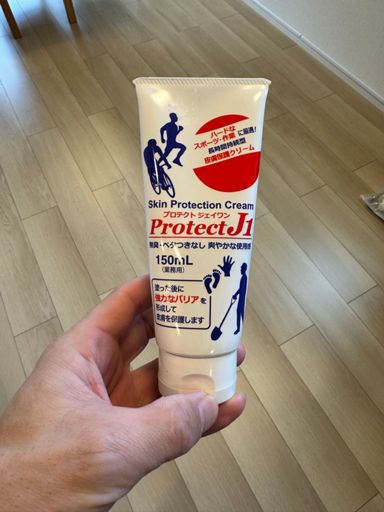 ハードな
スポーツ・作業に最適!
長時間持続型
皮膚保護クリーム
Skin Protection Cream
プロテクト ジェイワン
ProtectJ1
無臭・ベタつきなし 爽やかな使用感
150mL
(業務用)
塗った後に
強力なバリアを
形成して
皮膚を保護します